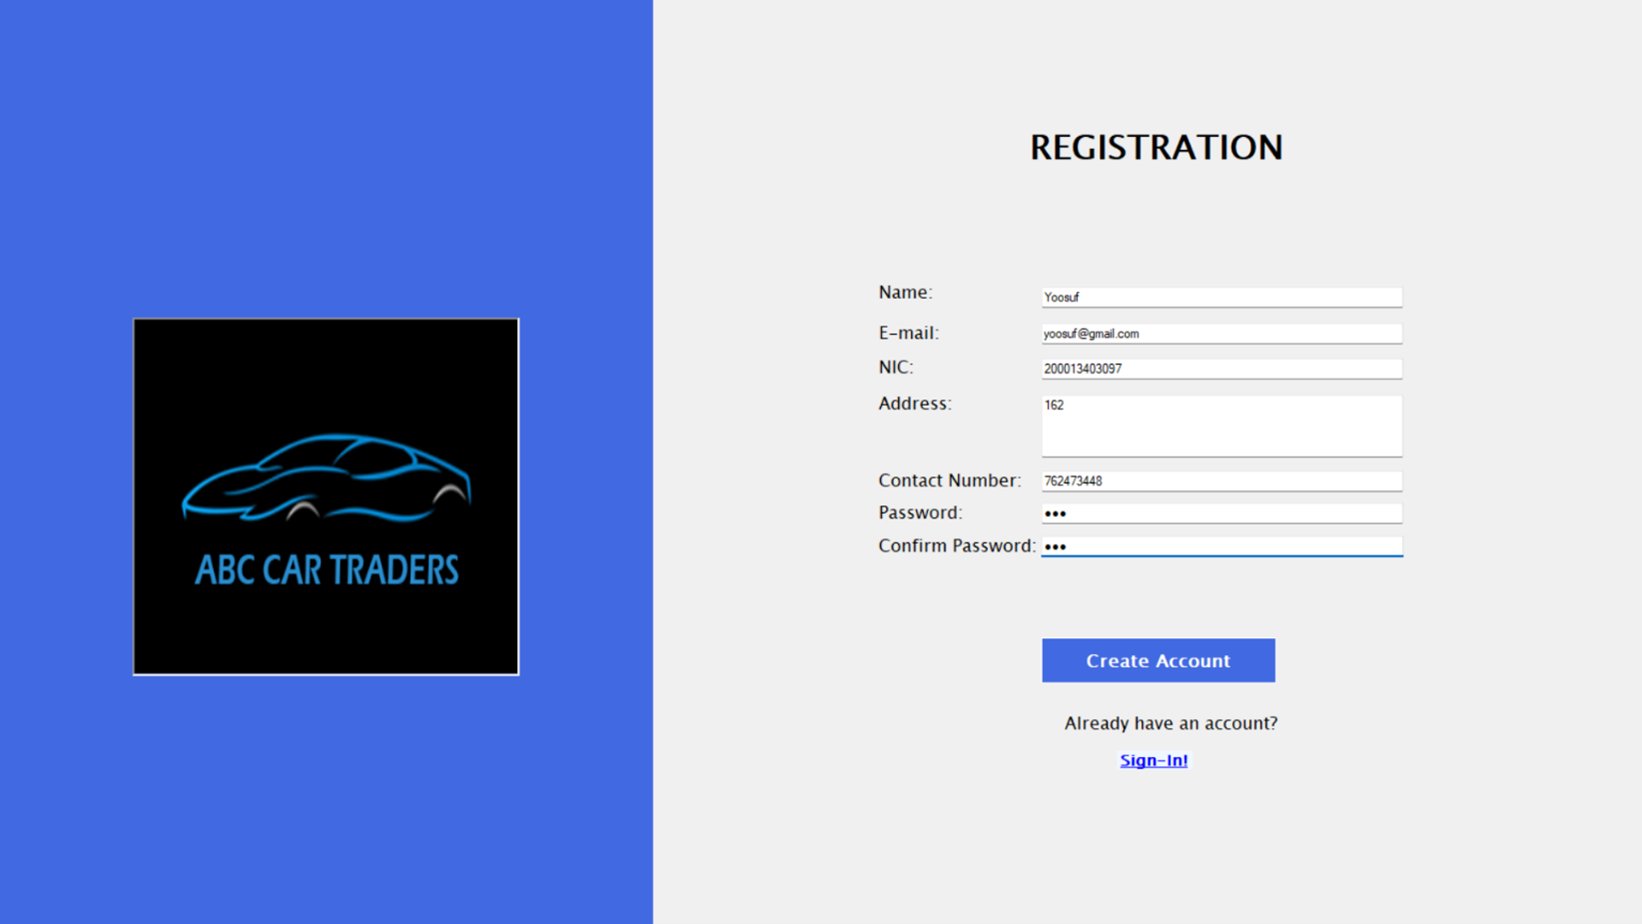 ABC CAR TRADERS
REGISTRATION
Name: Yoosuf
E-mail: yoosuf@gmail.com
NIC: 200013403097
Address: 162
Contact Number: 762473448
Password: •••
Confirm Password: •••
Create Account
Already have an account?
Sign-In!